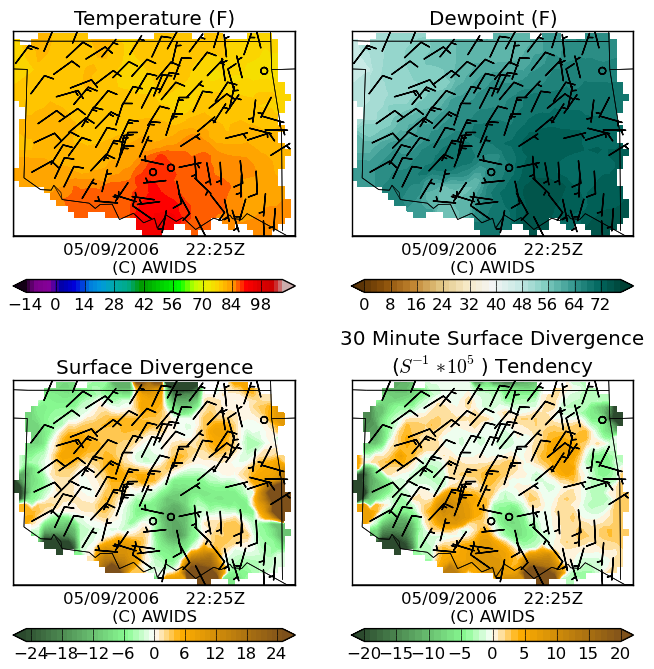 Temperature (F)
Dewpoint (F)
05/09/2006 22:25Z
(C) AWIDS
05/09/2006 22:25Z
(C) AWIDS
−14 0 14 28 42 56 70 84 98
0 8 16 24 32 40 48 56 64 72
30 Minute Surface Divergence
Surface Divergence
(S⁻¹ *10⁵ ) Tendency
05/09/2006 22:25Z
(C) AWIDS
05/09/2006 22:25Z
(C) AWIDS
−24 −18 −12 −6 0 6 12 18 24
−20 −15 −10 −5 0 5 10 15 20